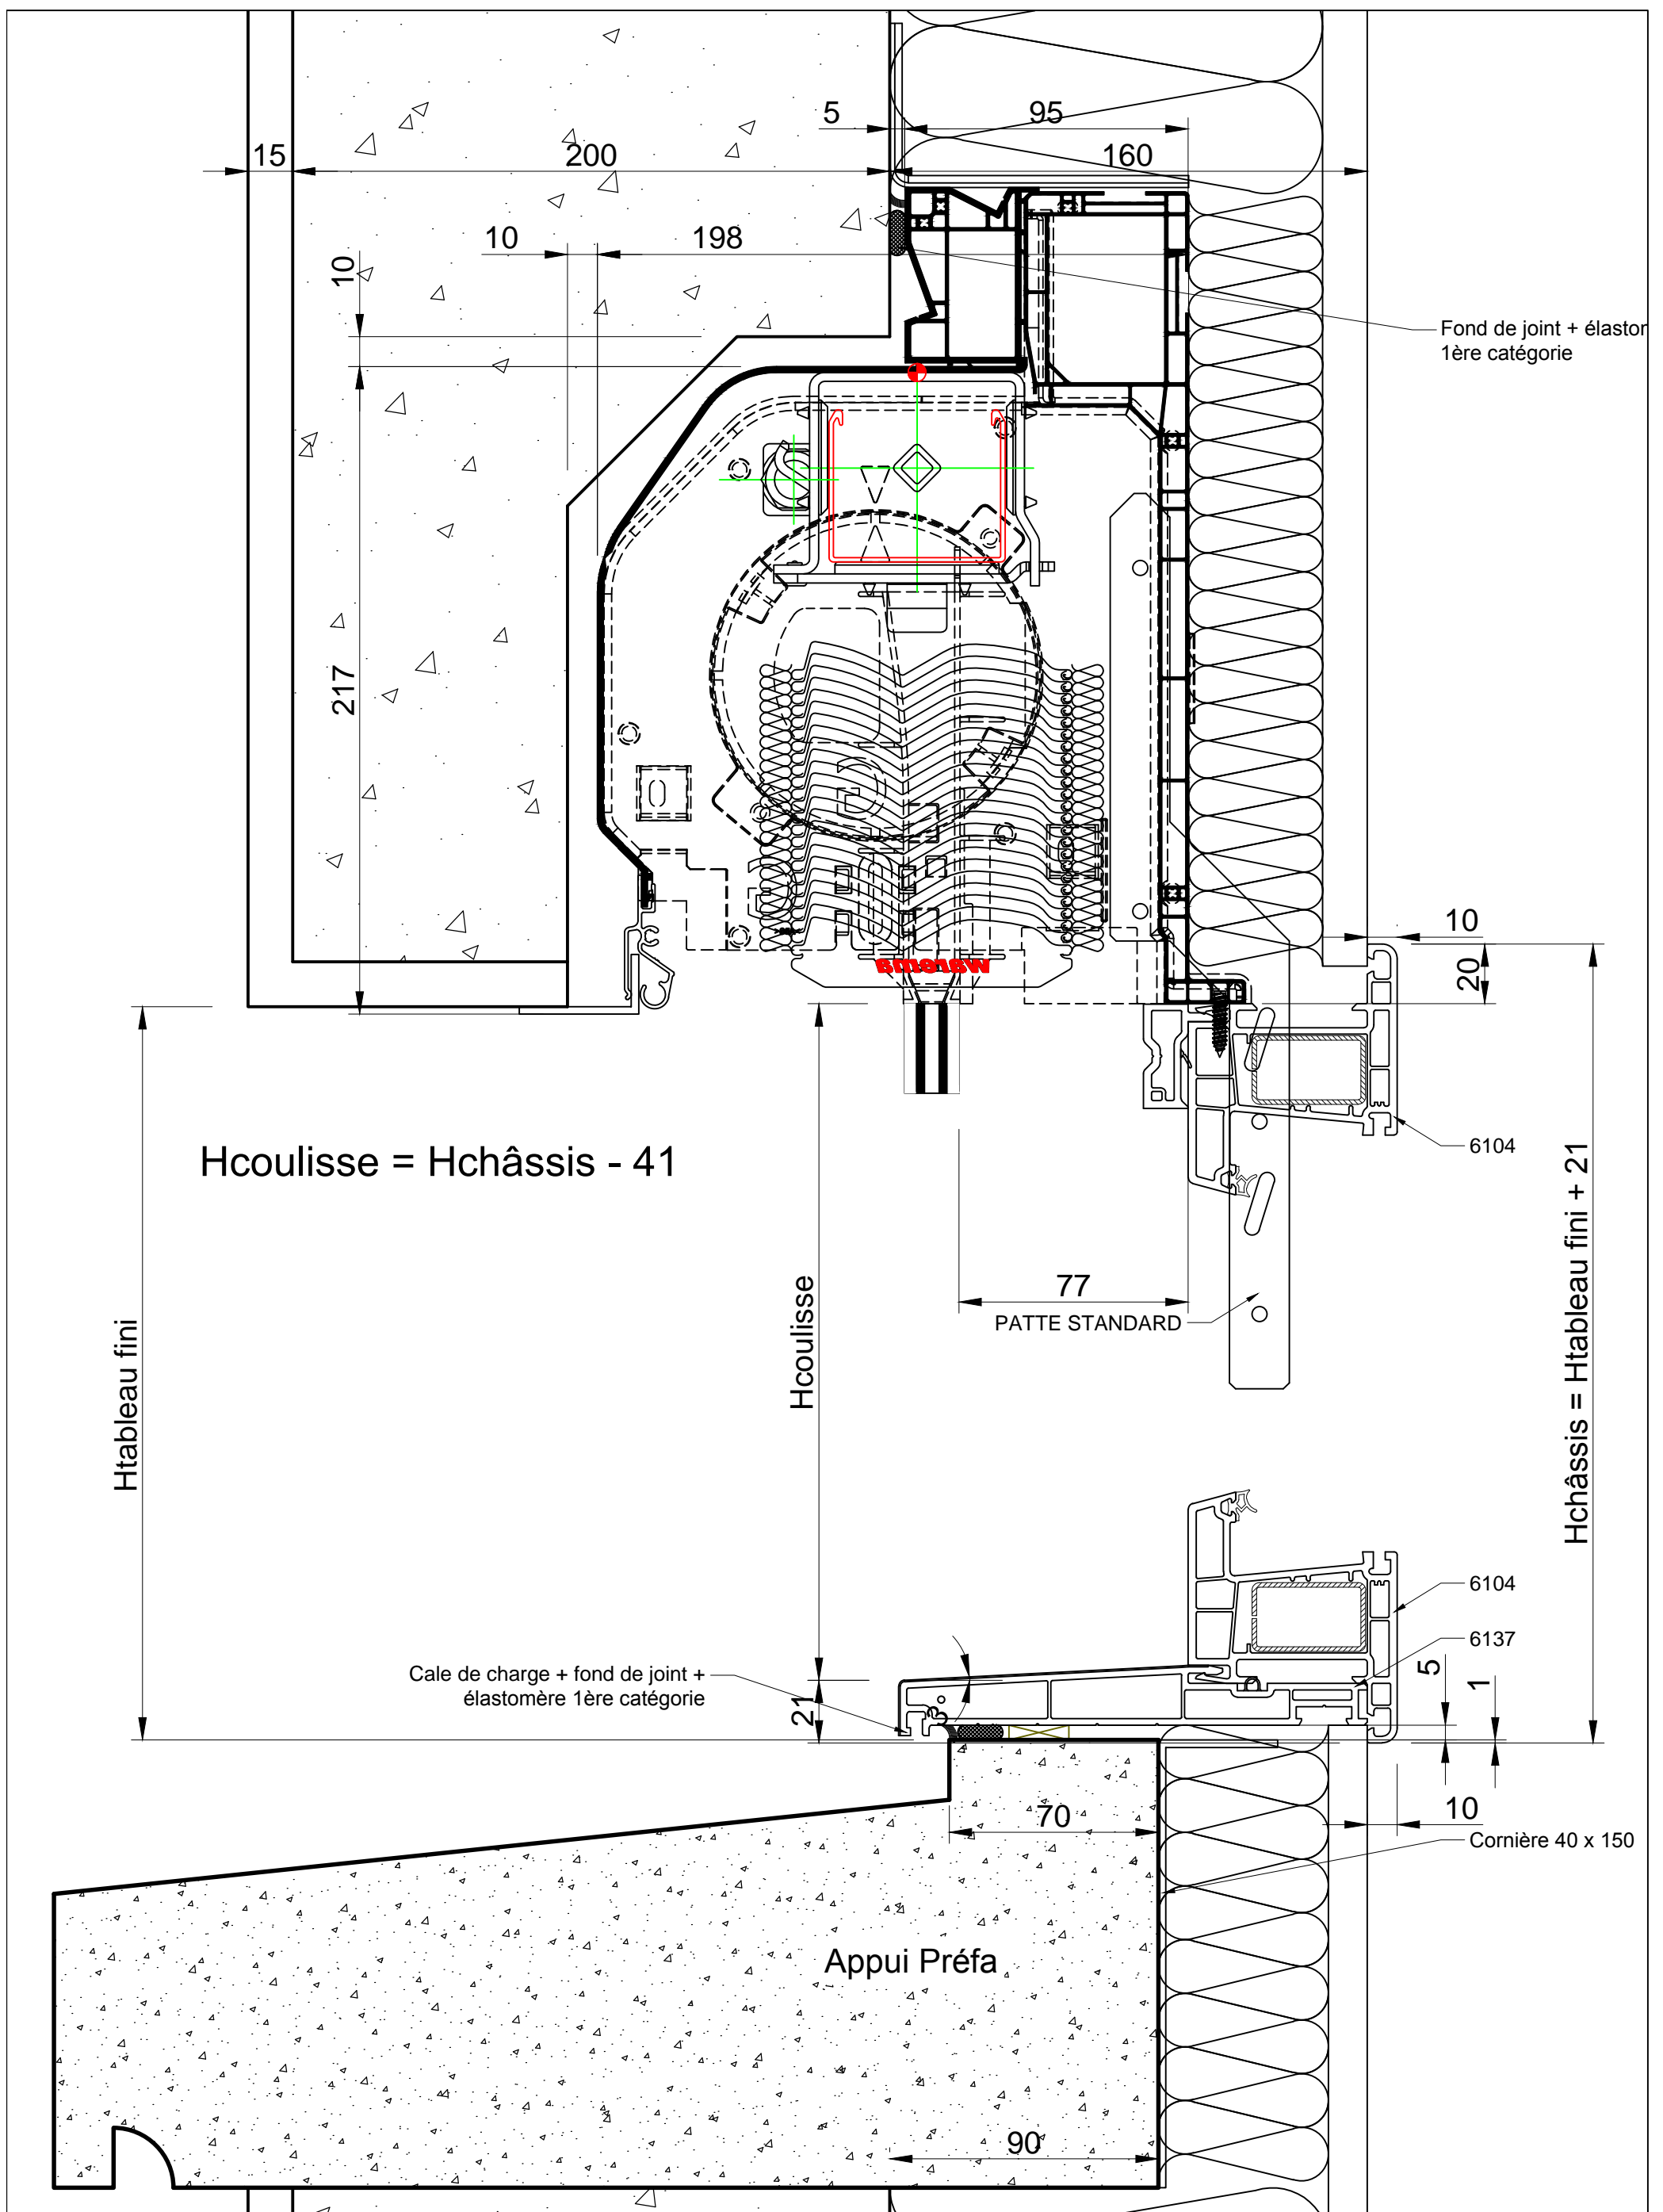 5
95
15
200
160
10
198
10
Fond de joint + élastor
1ère catégorie
217
warema
10
20
Hcoulisse = Hchâssis - 41
6104
77
PATTE STANDARD
Htableau fini
Hcoulisse
Hchâssis = Htableau fini + 21
6104
6137
Cale de charge + fond de joint +
élastomère 1ère catégorie
21
5
1
70
10
Cornière 40 x 150
Appui Préfa
90